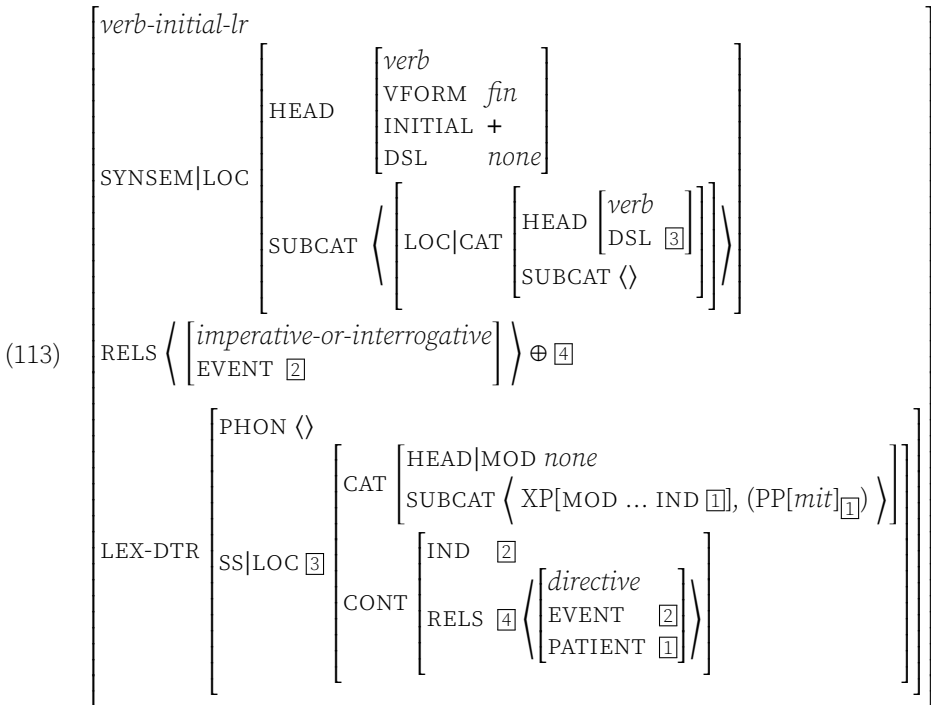 verb-initial-lr
verb
VFORM fin
HEAD
INITIAL +
DSL none
SYNSEM|LOC
verb
HEAD
DSL 3
SUBCAT ⟨ LOC|CAT ⟩
SUBCAT ⟨⟩
imperative-or-interrogative
(113) RELS ⟨ ⟩ ⊕ 4
EVENT 2
PHON ⟨⟩
HEAD|MOD none
CAT
SUBCAT ⟨ XP[MOD … IND 1], (PP[mit]1) ⟩
LEX-DTR
IND 2
SS|LOC 3
directive
CONT
EVENT 2
RELS 4 ⟨ ⟩
PATIENT 1